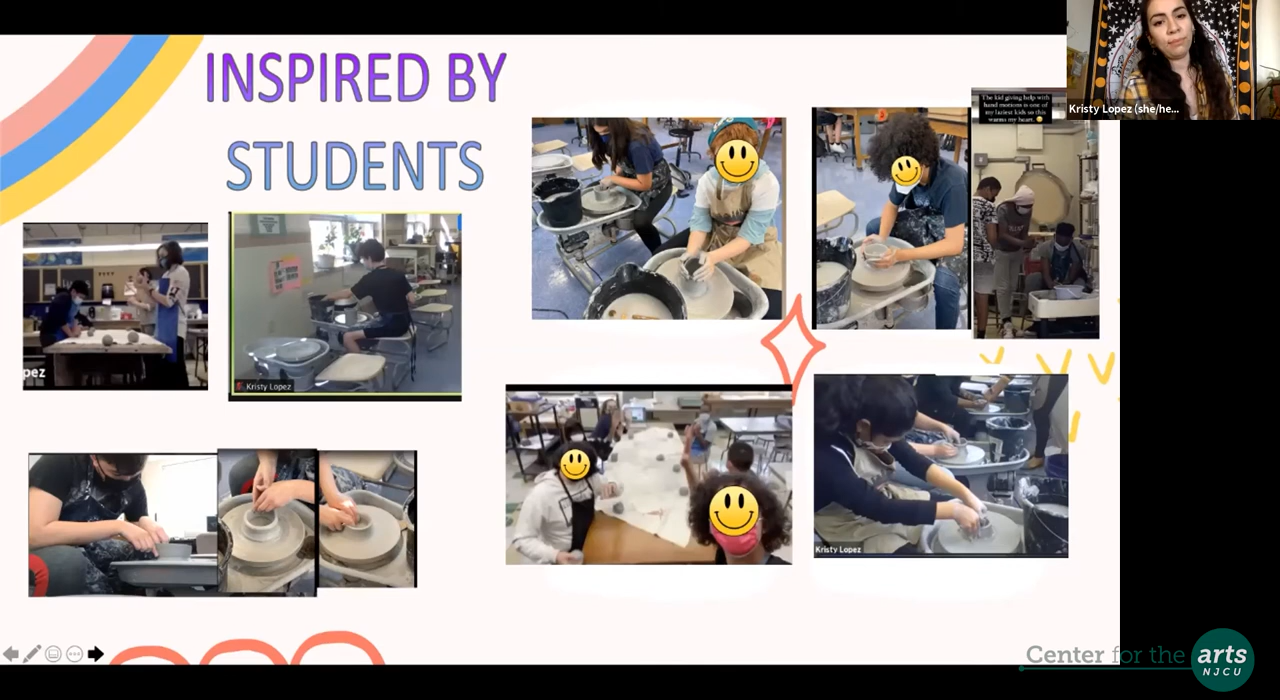 INSPIRED BY
STUDENTS
The kid giving help with
hand motions is one of
my laziest kids so this
warms my heart.
Kristy Lopez (she/he...
pez
Kristy Lopez
Kristy Lopez
Center for the arts
NJCU